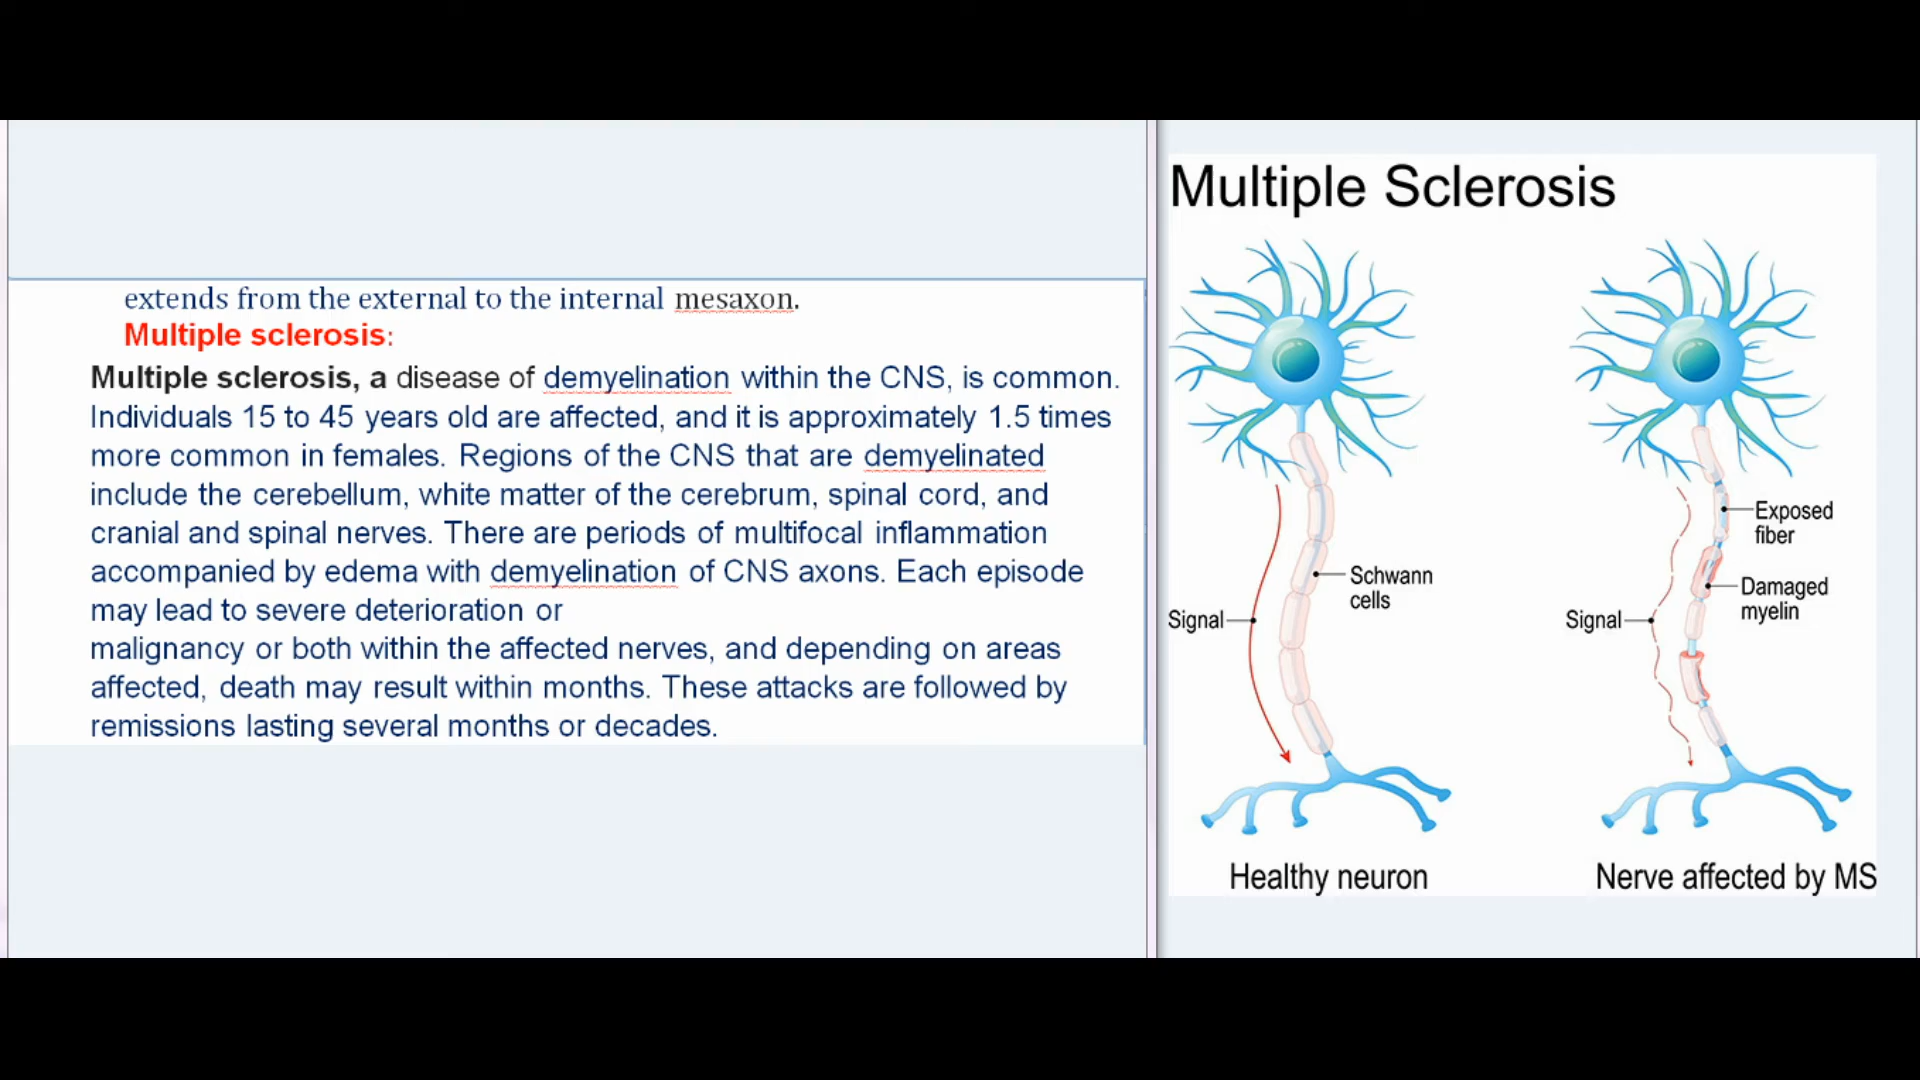 extends from the external to the internal mesaxon.
Multiple sclerosis:
Multiple sclerosis, a disease of demyelination within the CNS, is common.
Individuals 15 to 45 years old are affected, and it is approximately 1.5 times
more common in females. Regions of the CNS that are demyelinated
include the cerebellum, white matter of the cerebrum, spinal cord, and
cranial and spinal nerves. There are periods of multifocal inflammation
accompanied by edema with demyelination of CNS axons. Each episode
may lead to severe deterioration or
malignancy or both within the affected nerves, and depending on areas
affected, death may result within months. These attacks are followed by
remissions lasting several months or decades.
Multiple Sclerosis
Schwann
cells
Signal
Healthy neuron
Exposed
fiber
Damaged
myelin
Signal
Nerve affected by MS